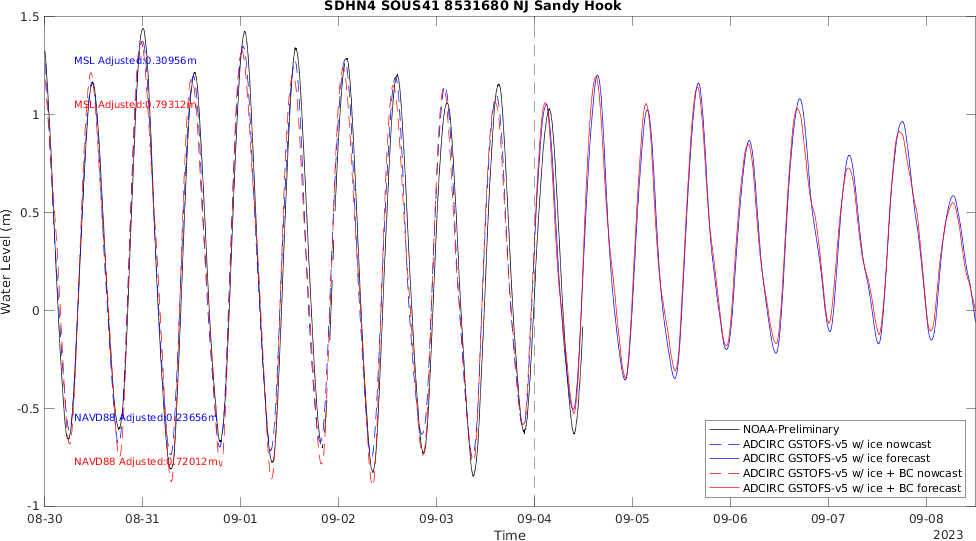 SDHN4 SOUS41 8531680 NJ Sandy Hook
1.5
1
0.5
0
-0.5
-1
Water Level (m)
MSL Adjusted:0.30956m
MSL Adjusted:0.79312m
NAVD88 Adjusted:0.23656m
NAVD88 Adjusted:0.72012m
NOAA-Preliminary
ADCIRC GSTOFS-v5 w/ ice nowcast
ADCIRC GSTOFS-v5 w/ ice forecast
ADCIRC GSTOFS-v5 w/ ice + BC nowcast
ADCIRC GSTOFS-v5 w/ ice + BC forecast
08-30 08-31 09-01 09-02 09-03 09-04 09-05 09-06 09-07 09-08
Time
2023